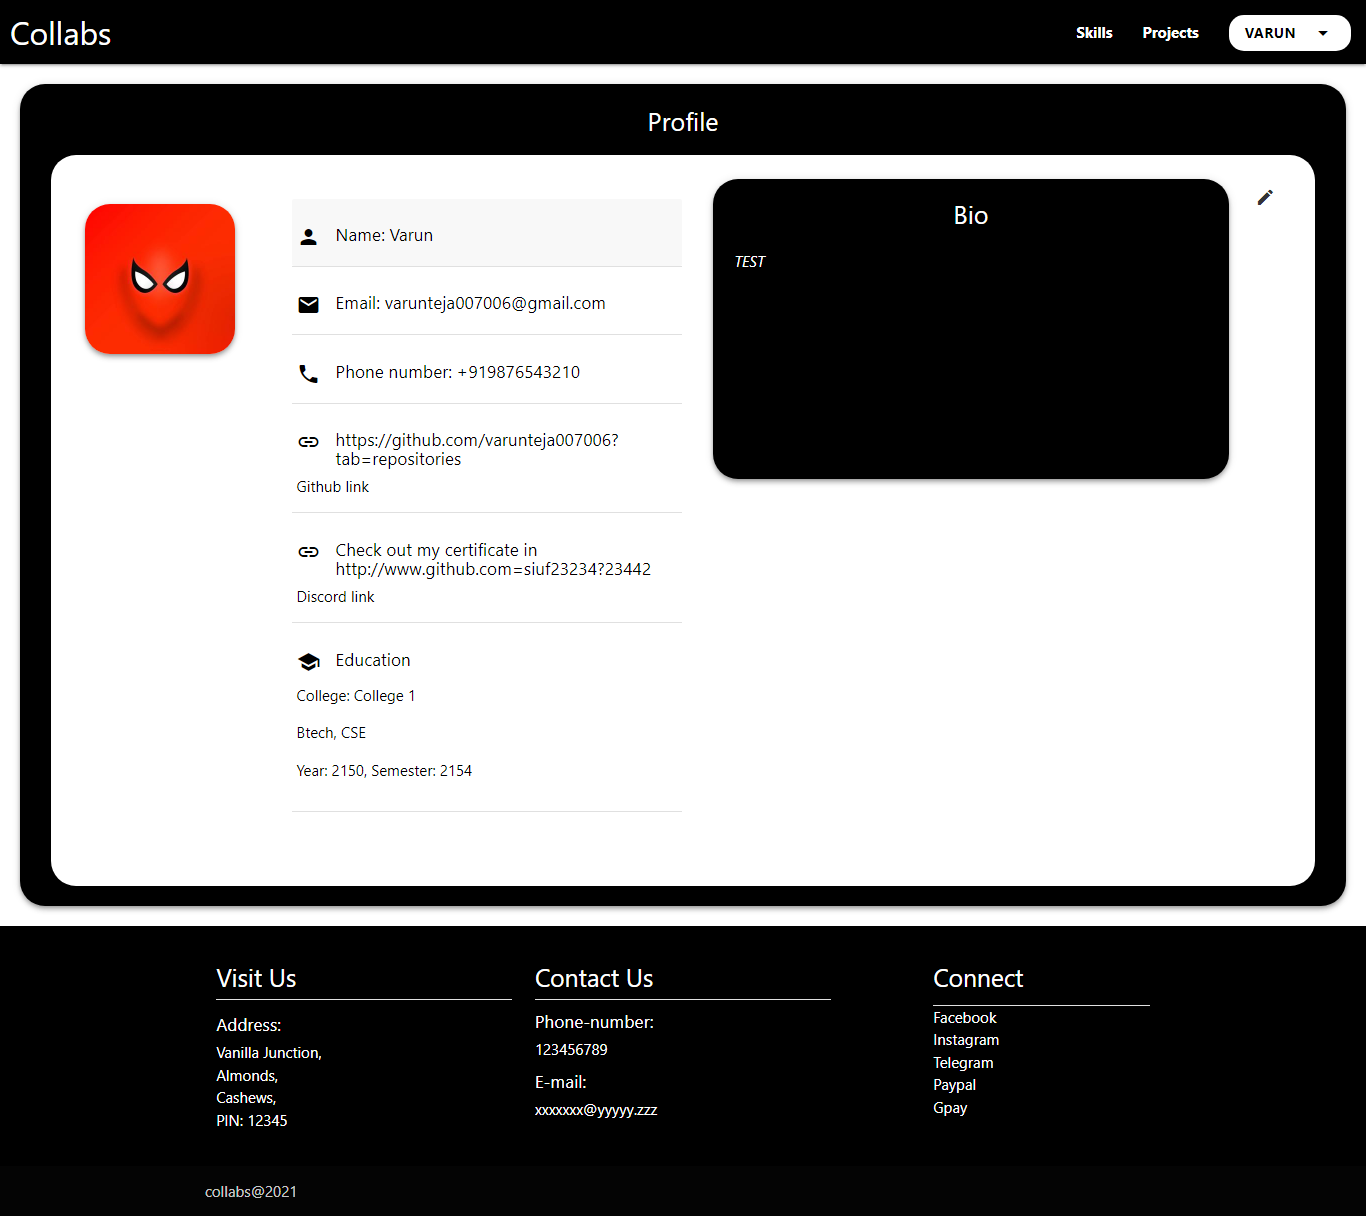 Collabs
Skills
Projects
VARUN
Profile
Name: Varun
Email: varunteja007006@gmail.com
Phone number: +919876543210
https://github.com/varunteja007006?
tab=repositories
Github link
Check out my certificate in
http://www.github.com=siuf23234?23442
Discord link
Education
College: College 1
Btech, CSE
Year: 2150, Semester: 2154
Bio
TEST
Visit Us
Address:
Vanilla Junction,
Almonds,
Cashews,
PIN: 12345
Contact Us
Phone-number:
123456789
E-mail:
xxxxxxx@yyyyy.zzz
Connect
Facebook
Instagram
Telegram
Paypal
Gpay
collabs@2021